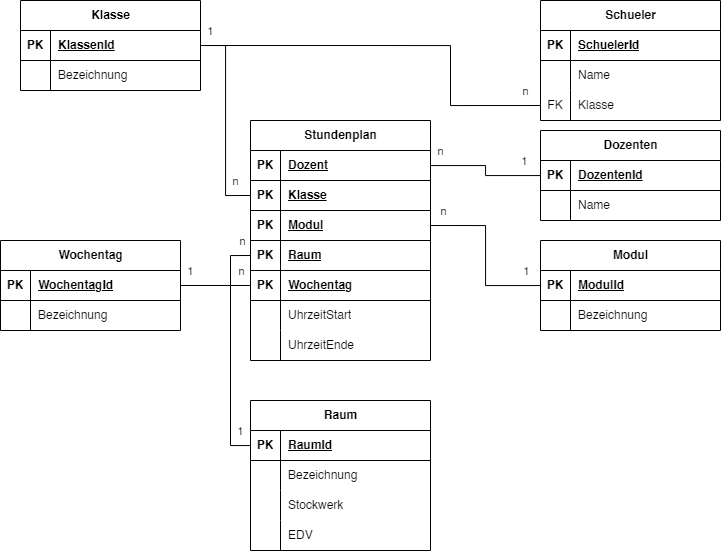 Klasse
PK KlassenId
Bezeichnung
1
Schueler
PK SchuelerId
Name
FK Klasse
n
Stundenplan
PK Dozent
PK Klasse
PK Modul
PK Raum
PK Wochentag
UhrzeitStart
UhrzeitEnde
n
n
1
n
n
n
1
Dozenten
PK DozentenId
Name
Wochentag
PK WochentagId
Bezeichnung
1
Modul
PK ModulId
Bezeichnung
1
Raum
PK RaumId
Bezeichnung
Stockwerk
EDV